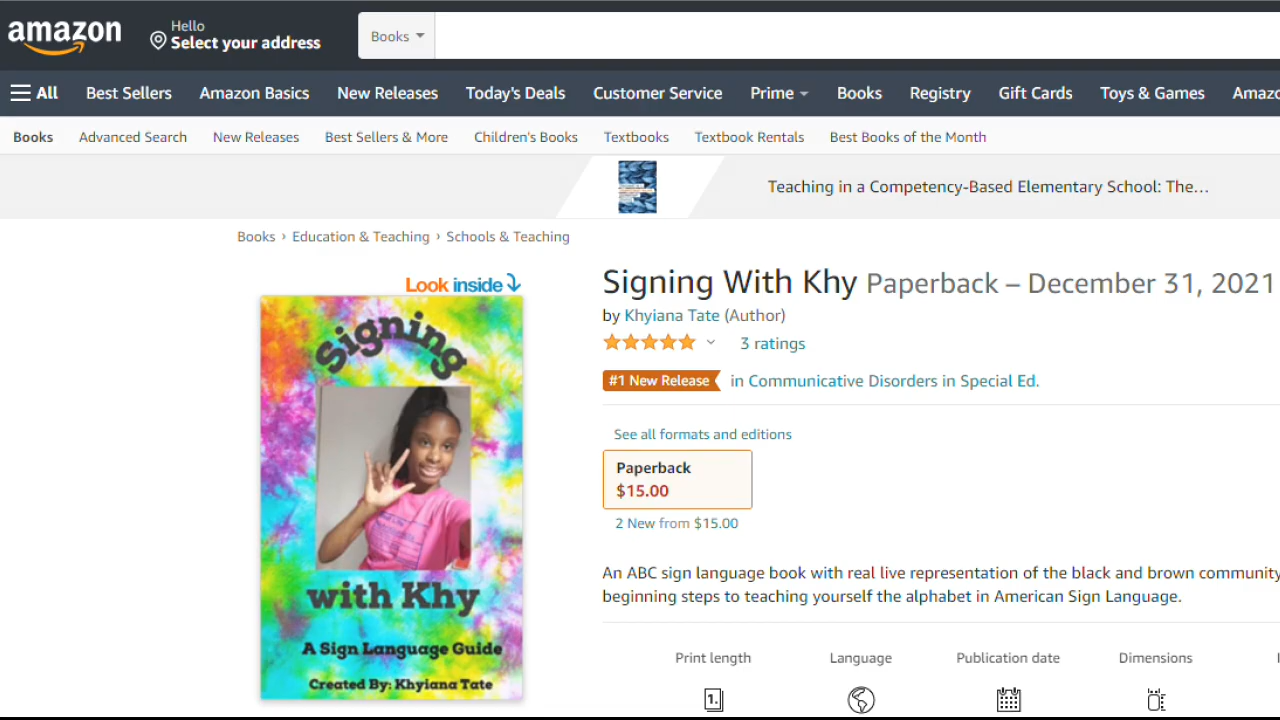 amazon
Hello
Select your address
Books
All Best Sellers Amazon Basics New Releases Today's Deals Customer Service Prime Books Registry Gift Cards Toys & Games Amazo
Books Advanced Search New Releases Best Sellers & More Children's Books Textbooks Textbook Rentals Best Books of the Month
Teaching in a Competency-Based Elementary School: The...
Books › Education & Teaching › Schools & Teaching
Look inside
Signing
with Khy
A Sign Language Guide
Created By: Khyiana Tate
Signing With Khy Paperback – December 31, 2021
by Khyiana Tate (Author)
3 ratings
#1 New Release in Communicative Disorders in Special Ed.
See all formats and editions
Paperback
$15.00
2 New from $15.00
An ABC sign language book with real live representation of the black and brown community
beginning steps to teaching yourself the alphabet in American Sign Language.
Print length Language Publication date Dimensions
1.